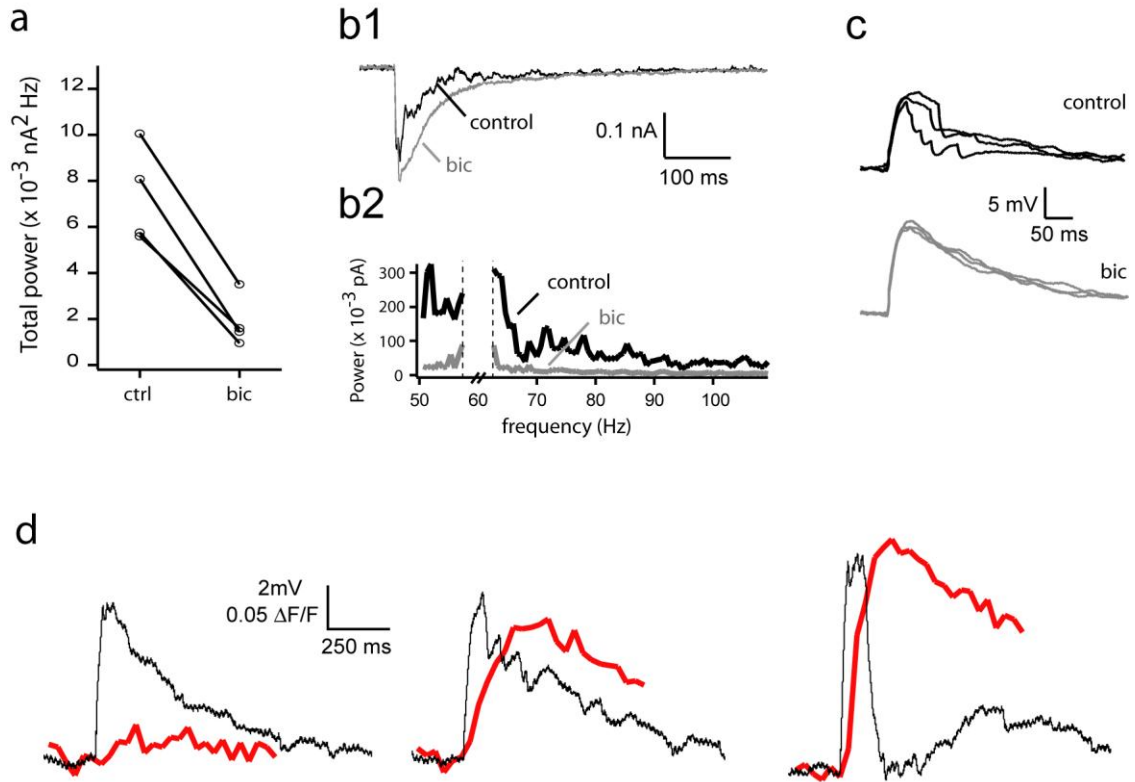 a
Total power (x 10⁻³ nA² Hz)
12
10
8
6
4
2
0
ctrl bic
b1
control
bic
0.1 nA
100 ms
b2
Power (x 10⁻³ pA)
300
200
100
0
control
bic
50 60 70 80 90 100
frequency (Hz)
c
control
5 mV
50 ms
bic
d
2mV
0.05 ΔF/F
250 ms